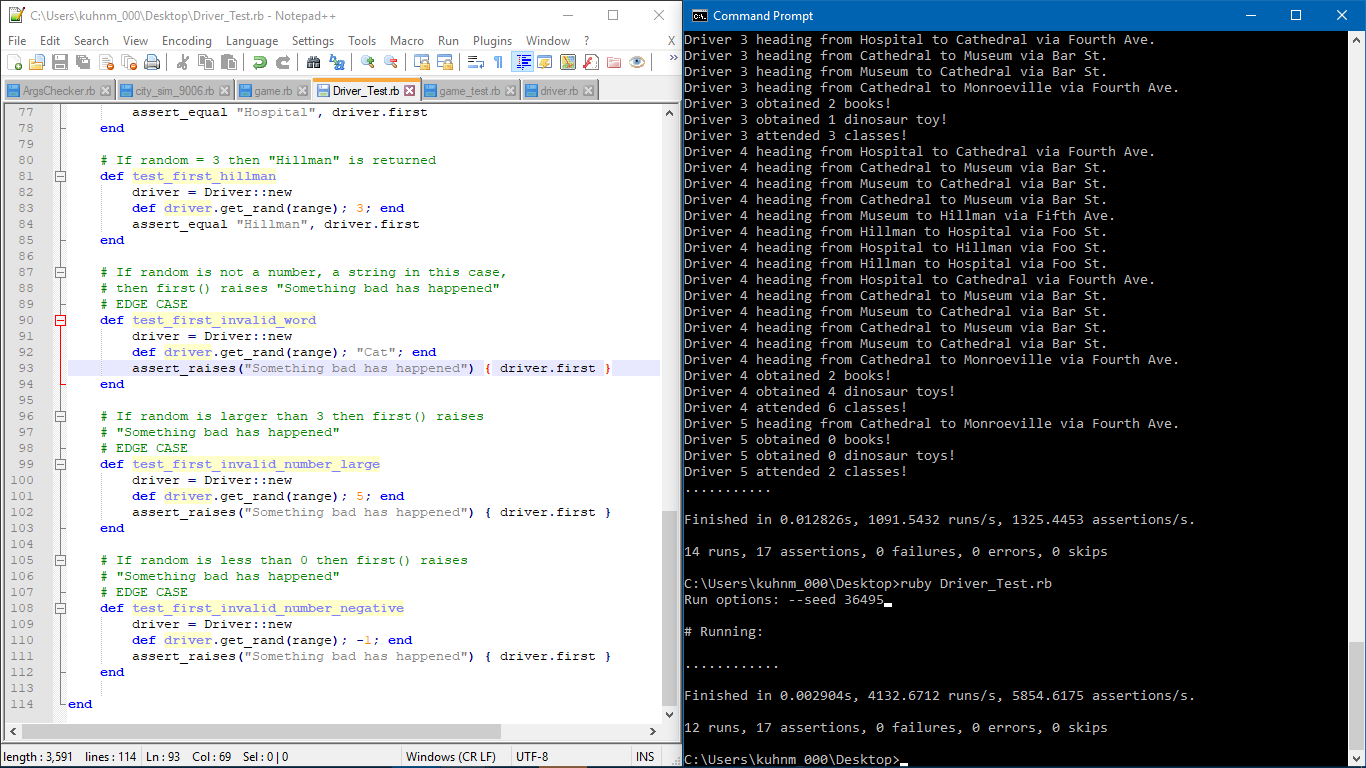 C:\Users\kuhnm_000\Desktop\Driver_Test.rb - Notepad++
File Edit Search View Encoding Language Settings Tools Macro Run Plugins Window ? X
ArgsChecker.rb city_sim_9006.rb game.rb Driver_Test.rb game_test.rb driver.rb
77 assert_equal "Hospital", driver.first
78 end
79
80 # If random = 3 then "Hillman" is returned
81 def test_first_hillman
82 driver = Driver::new
83 def driver.get_rand(range); 3; end
84 assert_equal "Hillman", driver.first
85 end
86
87 # If random is not a number, a string in this case,
88 # then first() raises "Something bad has happened"
89 # EDGE CASE
90 def test_first_invalid_word
91 driver = Driver::new
92 def driver.get_rand(range); "Cat"; end
93 assert_raises("Something bad has happened") { driver.first }
94 end
95
96 # If random is larger than 3 then first() raises
97 # "Something bad has happened"
98 # EDGE CASE
99 def test_first_invalid_number_large
100 driver = Driver::new
101 def driver.get_rand(range); 5; end
102 assert_raises("Something bad has happened") { driver.first }
103 end
104
105 # If random is less than 0 then first() raises
106 # "Something bad has happened"
107 # EDGE CASE
108 def test_first_invalid_number_negative
109 driver = Driver::new
110 def driver.get_rand(range); -1; end
111 assert_raises("Something bad has happened") { driver.first }
112 end
113
114 end
length : 3,591 lines : 114 Ln : 93 Col : 69 Sel : 0 | 0 Windows (CR LF) UTF-8 INS
Command Prompt
Driver 3 heading from Hospital to Cathedral via Fourth Ave.
Driver 3 heading from Cathedral to Museum via Bar St.
Driver 3 heading from Museum to Cathedral via Bar St.
Driver 3 heading from Cathedral to Monroeville via Fourth Ave.
Driver 3 obtained 2 books!
Driver 3 obtained 1 dinosaur toy!
Driver 3 attended 3 classes!
Driver 4 heading from Hospital to Cathedral via Fourth Ave.
Driver 4 heading from Cathedral to Museum via Bar St.
Driver 4 heading from Museum to Cathedral via Bar St.
Driver 4 heading from Cathedral to Museum via Bar St.
Driver 4 heading from Museum to Hillman via Fifth Ave.
Driver 4 heading from Hillman to Hospital via Foo St.
Driver 4 heading from Hospital to Hillman via Foo St.
Driver 4 heading from Hillman to Hospital via Foo St.
Driver 4 heading from Hospital to Cathedral via Fourth Ave.
Driver 4 heading from Cathedral to Museum via Bar St.
Driver 4 heading from Museum to Cathedral via Bar St.
Driver 4 heading from Cathedral to Museum via Bar St.
Driver 4 heading from Museum to Cathedral via Bar St.
Driver 4 heading from Cathedral to Monroeville via Fourth Ave.
Driver 4 obtained 2 books!
Driver 4 obtained 4 dinosaur toys!
Driver 4 attended 6 classes!
Driver 5 heading from Cathedral to Monroeville via Fourth Ave.
Driver 5 obtained 0 books!
Driver 5 obtained 0 dinosaur toys!
Driver 5 attended 2 classes!
...........
Finished in 0.012826s, 1091.5432 runs/s, 1325.4453 assertions/s.
14 runs, 17 assertions, 0 failures, 0 errors, 0 skips
C:\Users\kuhnm_000\Desktop>ruby Driver_Test.rb
Run options: --seed 36495
# Running:
............
Finished in 0.002904s, 4132.6712 runs/s, 5854.6175 assertions/s.
12 runs, 17 assertions, 0 failures, 0 errors, 0 skips
C:\Users\kuhnm_000\Desktop>